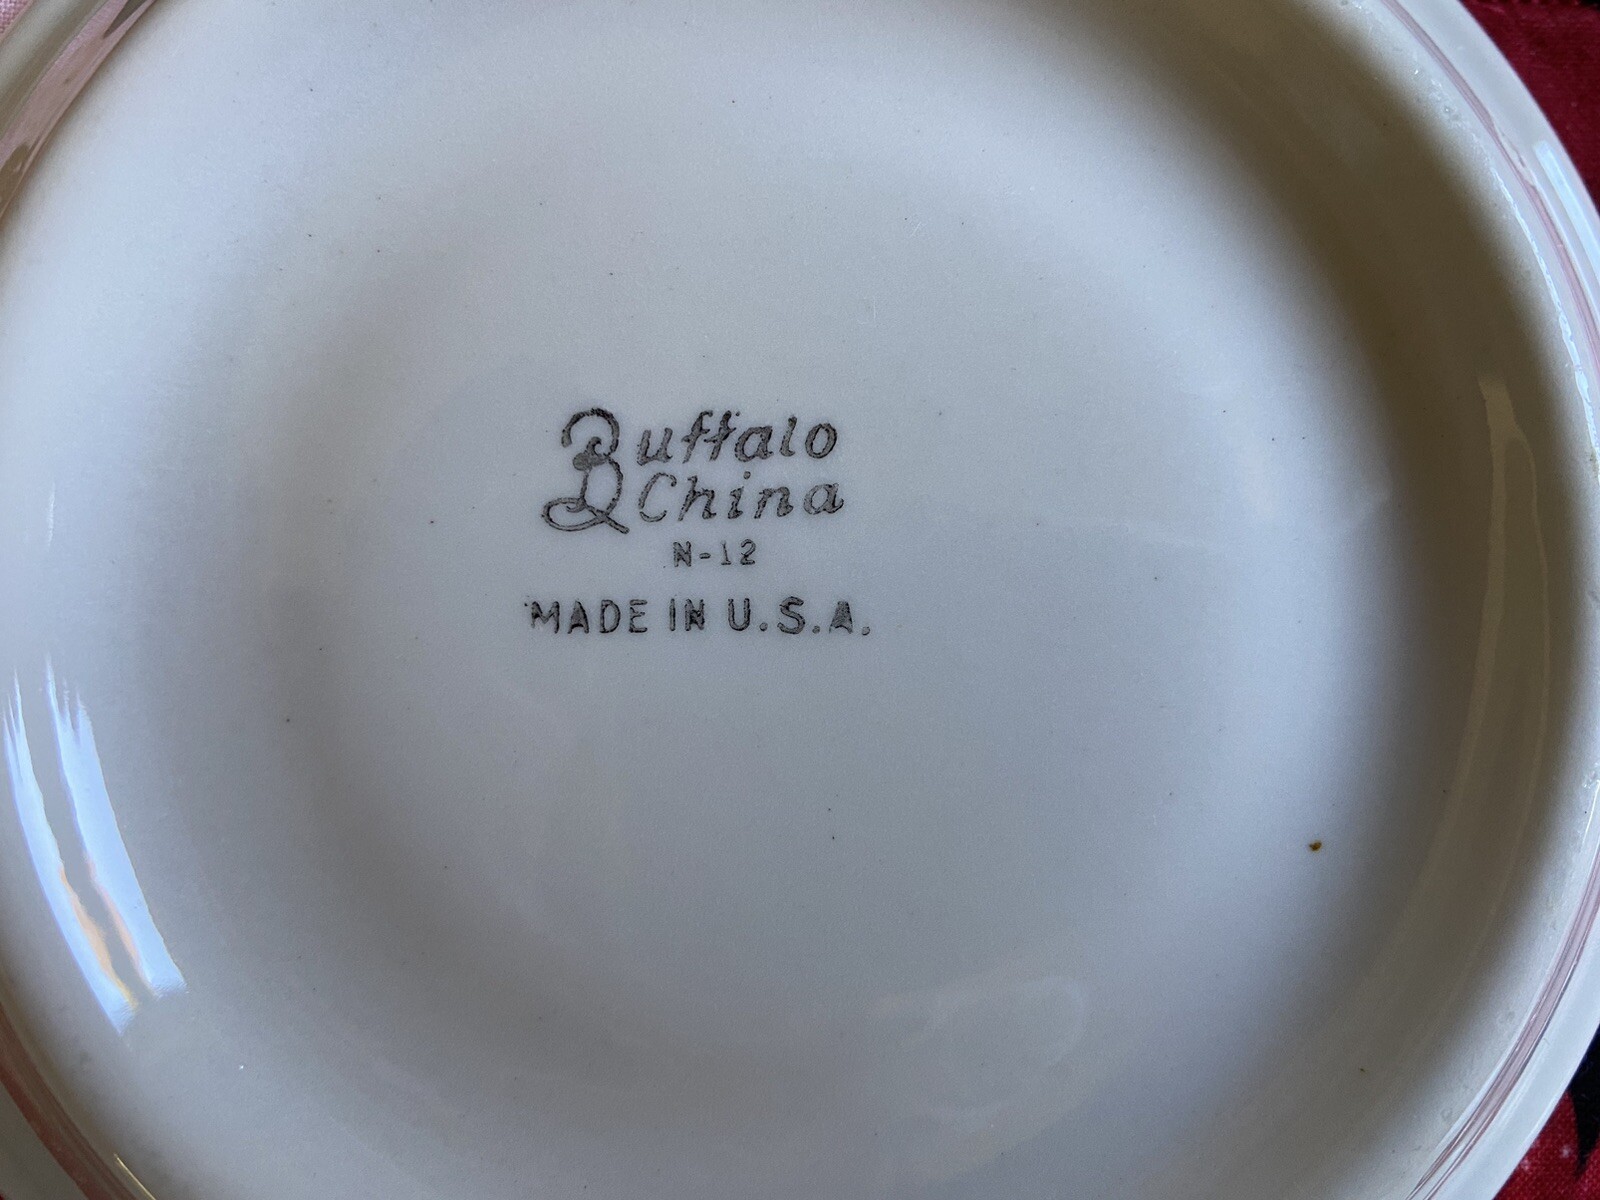 Buffalo
China
N-12
MADE IN U.S.A.